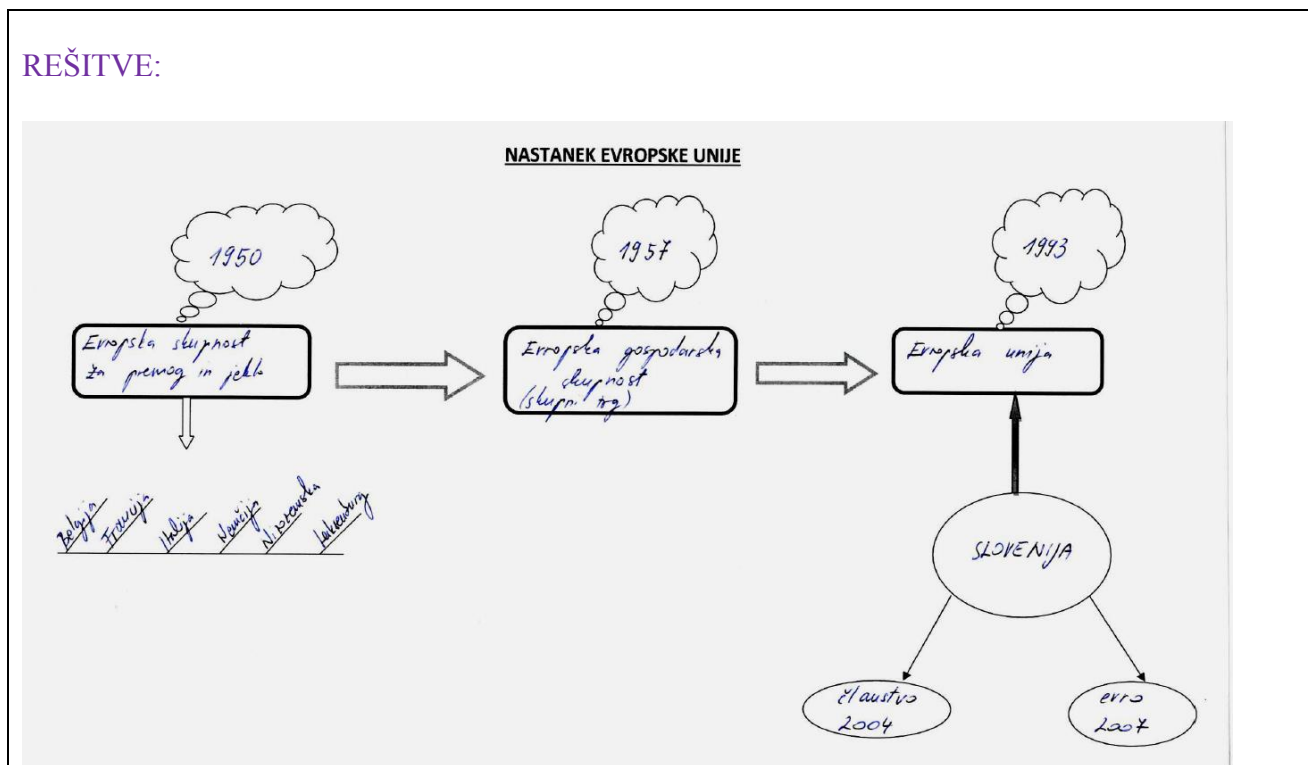 REŠITVE:
NASTANEK EVROPSKE UNIJE
1950
1957
1993
Evropska skupnost
za premog in jeklo
Evropska gospodarska
skupnost
(skupni trg)
Evropska unija
Belgija
Francija
Italija
Nemčija
Nizozemska
Luksemburg
SLOVENIJA
članstvo
2004
evro
2007